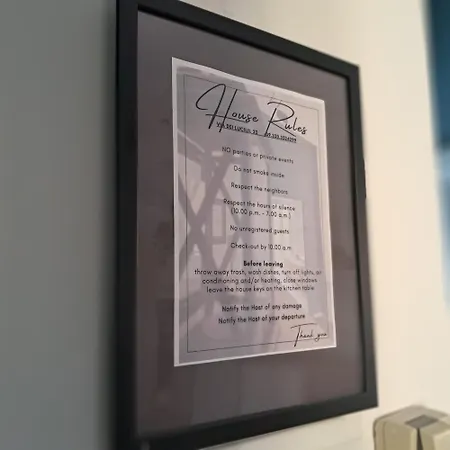 House Rules
NO parties or private events
Do not smoke inside
Respect the neighbors
Respect the hours of silence
(10.00 p.m. - 7.00 a.m.)
No unregistered guests
Check-out by 10.00 a.m.
Before leaving
throw away trash, wash dishes, turn off lights, air
conditioning and/or heating, close windows
leave the house keys on the kitchen table
Notify the Host of any damage
Notify the Host of your departure
Thank you